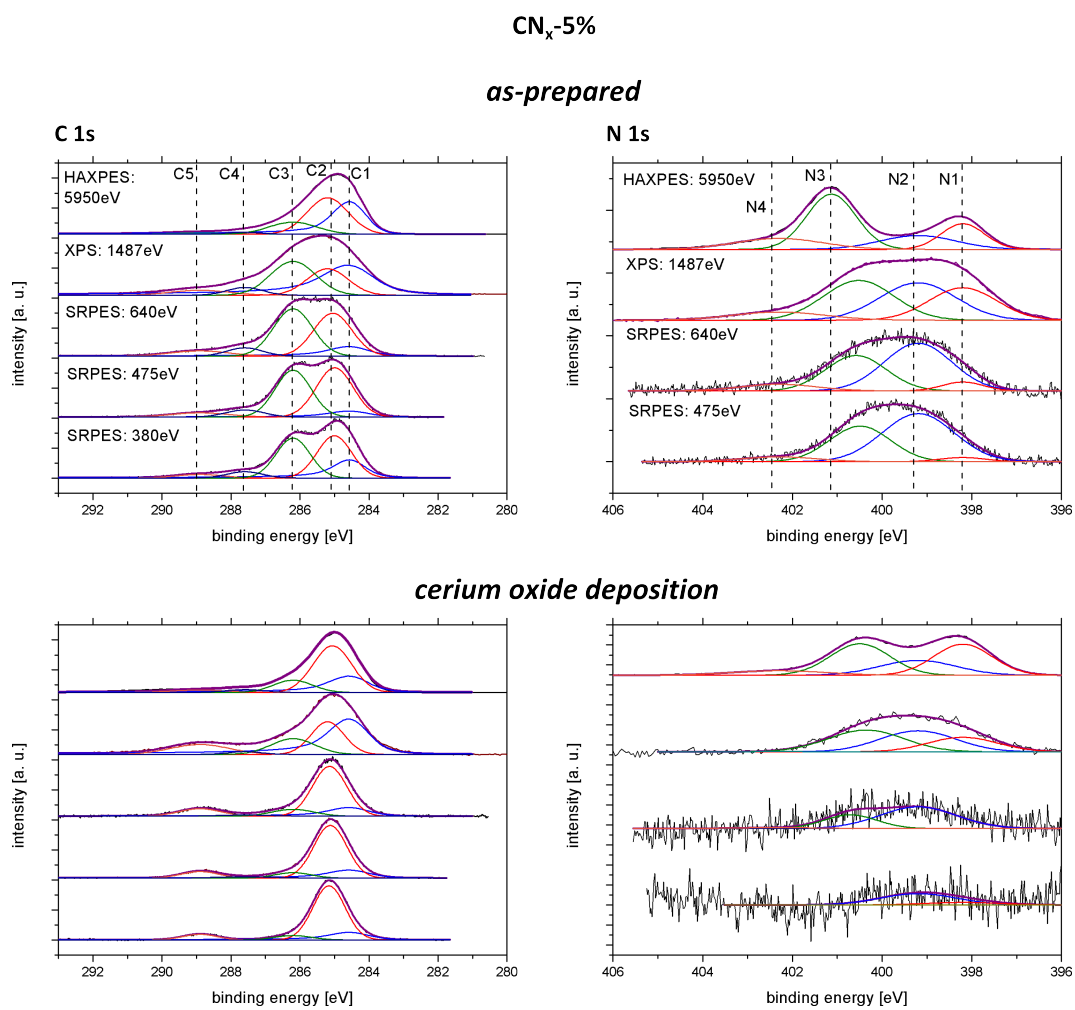 CNx-5%
as-prepared
C 1s
N 1s
HAXPES:
5950eV
C5
C4
C3
C2
C1
XPS: 1487eV
SRPES: 640eV
SRPES: 475eV
SRPES: 380eV
intensity [a. u.]
292 290 288 286 284 282 280
binding energy [eV]
HAXPES: 5950eV
N4
N3
N2
N1
XPS: 1487eV
SRPES: 640eV
SRPES: 475eV
intensity [a. u.]
406 404 402 400 398 396
binding energy [eV]
cerium oxide deposition
intensity [a. u.]
292 290 288 286 284 282 280
binding energy [eV]
intensity [a. u.]
406 404 402 400 398 396
binding energy [eV]